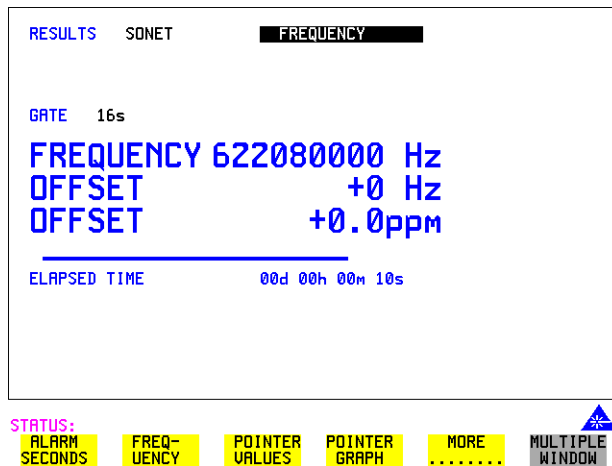 RESULTS SONET FREQUENCY
GATE 16s
FREQUENCY 622080000 Hz
OFFSET +0 Hz
OFFSET +0.0ppm
ELAPSED TIME 00d 00h 00m 10s
STATUS:
ALARM SECONDS
FREQ- UENCY
POINTER VALUES
POINTER GRAPH
MORE ........
MULTIPLE WINDOW